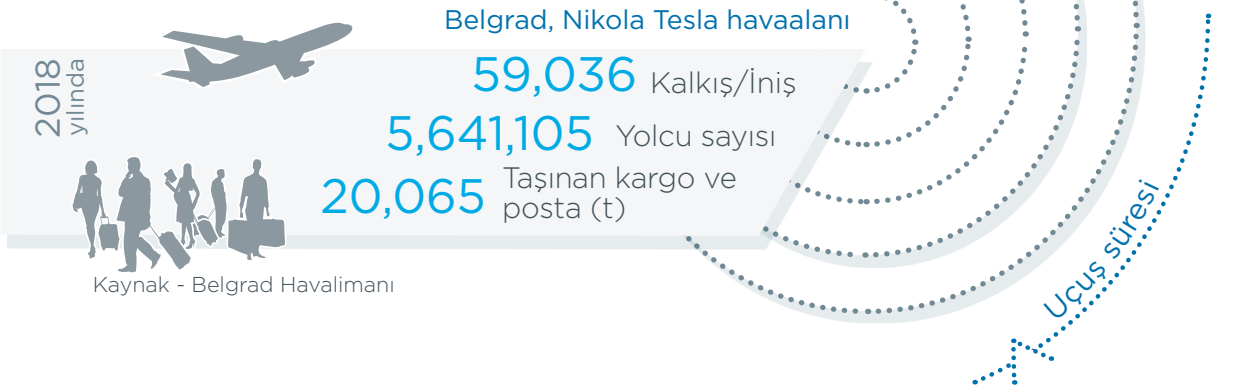 Belgrad, Nikola Tesla havaalanı
2018
yılında
59,036 Kalkış/İniş
5,641,105 Yolcu sayısı
20,065 Taşınan kargo ve
posta (t)
Kaynak - Belgrad Havalimanı
Uçuş süresi